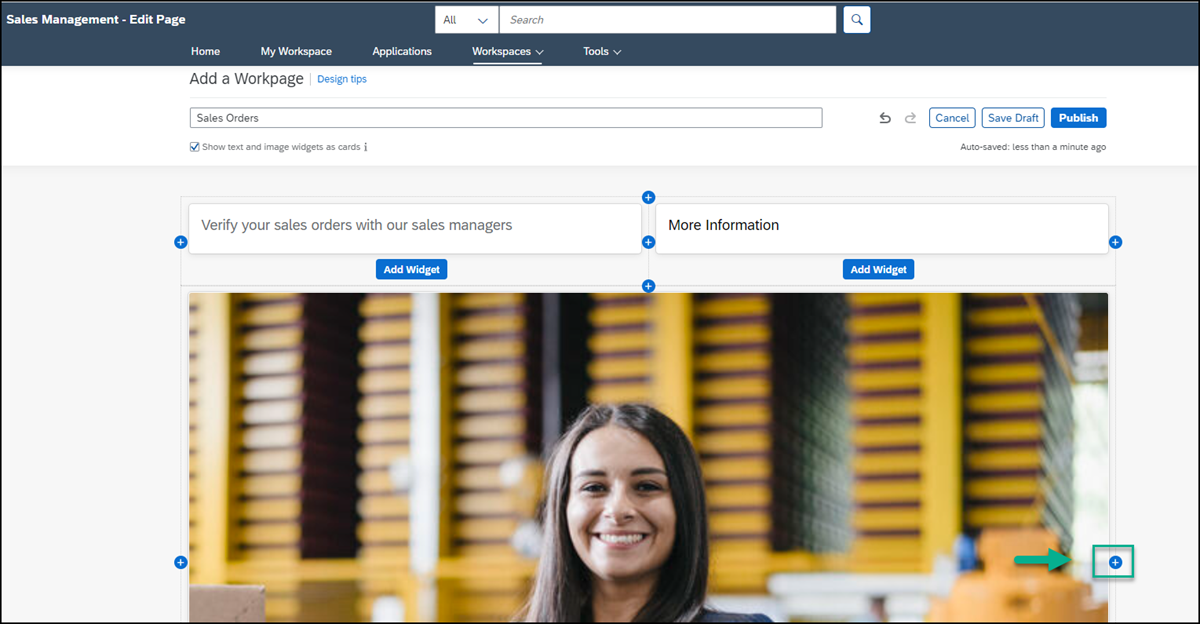 Sales Management - Edit Page
All
Search
Home
My Workspace
Applications
Workspaces
Tools
Add a Workpage
Design tips
Sales Orders
Cancel
Save Draft
Publish
Show text and image widgets as cards
Auto-saved: less than a minute ago
Verify your sales orders with our sales managers
More Information
Add Widget
Add Widget